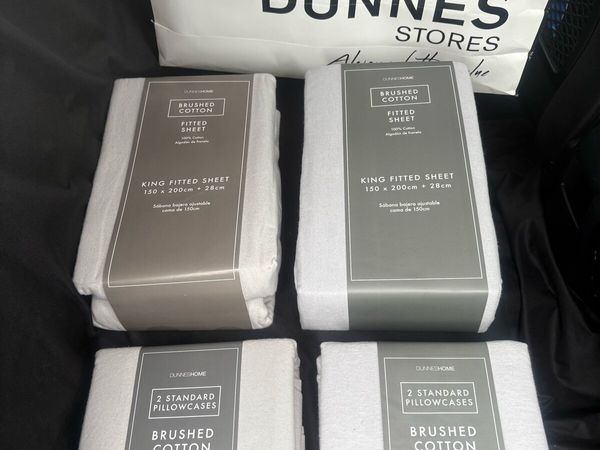 DUNNES
STORES
Always better value
DUNNESHOME
BRUSHED
COTTON
FITTED
SHEET
100% Cotton
Algodón de franela
KING FITTED SHEET
150 x 200cm + 28cm
Sábana bajera ajustable
cama de 150cm
DUNNESHOME
BRUSHED
COTTON
FITTED
SHEET
100% Cotton
Algodón de franela
KING FITTED SHEET
150 x 200cm + 28cm
Sábana bajera ajustable
cama de 150cm
DUNNESHOME
2 STANDARD
PILLOWCASES
BRUSHED
COTTON
DUNNESHOME
2 STANDARD
PILLOWCASES
BRUSHED
COTTON